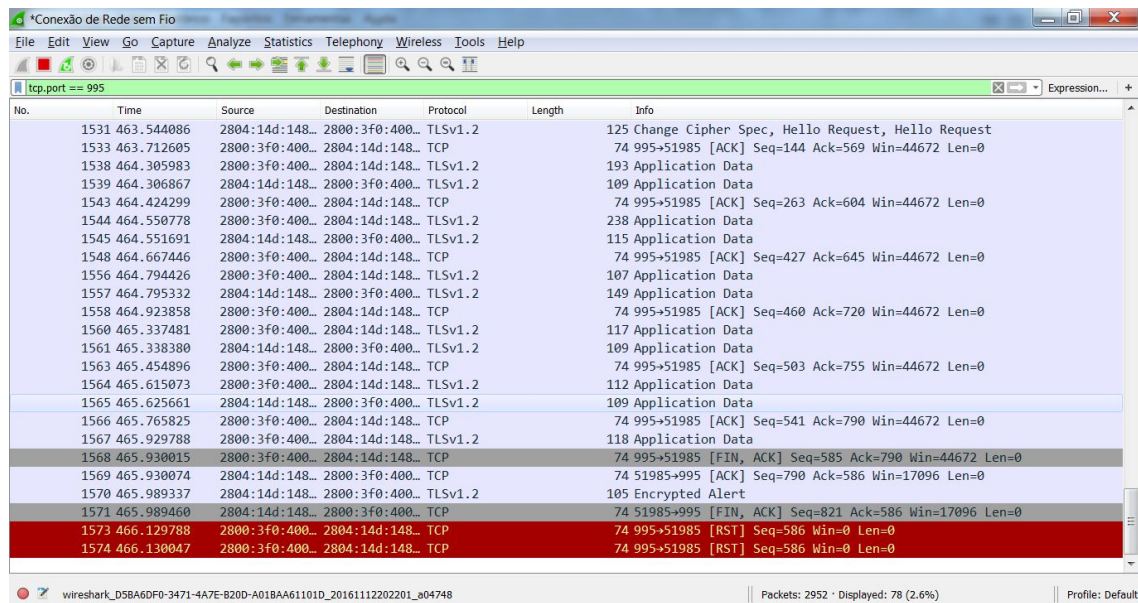 *Conexão de Rede sem Fio
File Edit View Go Capture Analyze Statistics Telephony Wireless Tools Help
tcp.port == 995 Expression... +
No. Time Source Destination Protocol Length Info
1531 463.544086 2804:14d:148… 2800:3f0:400… TLSv1.2 125 Change Cipher Spec, Hello Request, Hello Request
1533 463.712605 2800:3f0:400… 2804:14d:148… TCP 74 995→51985 [ACK] Seq=144 Ack=569 Win=44672 Len=0
1538 464.305983 2800:3f0:400… 2804:14d:148… TLSv1.2 193 Application Data
1539 464.306867 2804:14d:148… 2800:3f0:400… TLSv1.2 109 Application Data
1543 464.424299 2800:3f0:400… 2804:14d:148… TCP 74 995→51985 [ACK] Seq=263 Ack=604 Win=44672 Len=0
1544 464.550778 2800:3f0:400… 2804:14d:148… TLSv1.2 238 Application Data
1545 464.551691 2804:14d:148… 2800:3f0:400… TLSv1.2 115 Application Data
1548 464.667446 2800:3f0:400… 2804:14d:148… TCP 74 995→51985 [ACK] Seq=427 Ack=645 Win=44672 Len=0
1556 464.794426 2800:3f0:400… 2804:14d:148… TLSv1.2 107 Application Data
1557 464.795332 2804:14d:148… 2800:3f0:400… TLSv1.2 149 Application Data
1558 464.923858 2800:3f0:400… 2804:14d:148… TCP 74 995→51985 [ACK] Seq=460 Ack=720 Win=44672 Len=0
1560 465.337481 2800:3f0:400… 2804:14d:148… TLSv1.2 117 Application Data
1561 465.338380 2804:14d:148… 2800:3f0:400… TLSv1.2 109 Application Data
1563 465.454896 2800:3f0:400… 2804:14d:148… TCP 74 995→51985 [ACK] Seq=503 Ack=755 Win=44672 Len=0
1564 465.615073 2800:3f0:400… 2804:14d:148… TLSv1.2 112 Application Data
1565 465.625661 2804:14d:148… 2800:3f0:400… TLSv1.2 109 Application Data
1566 465.765825 2800:3f0:400… 2804:14d:148… TCP 74 995→51985 [ACK] Seq=541 Ack=790 Win=44672 Len=0
1567 465.929788 2800:3f0:400… 2804:14d:148… TLSv1.2 118 Application Data
1568 465.930015 2800:3f0:400… 2804:14d:148… TCP 74 995→51985 [FIN, ACK] Seq=585 Ack=790 Win=44672 Len=0
1569 465.930074 2804:14d:148… 2800:3f0:400… TCP 74 51985→995 [ACK] Seq=790 Ack=586 Win=17096 Len=0
1570 465.989337 2804:14d:148… 2800:3f0:400… TLSv1.2 105 Encrypted Alert
1571 465.989460 2804:14d:148… 2800:3f0:400… TCP 74 51985→995 [FIN, ACK] Seq=821 Ack=586 Win=17096 Len=0
1573 466.129788 2800:3f0:400… 2804:14d:148… TCP 74 995→51985 [RST] Seq=586 Win=0 Len=0
1574 466.130047 2800:3f0:400… 2804:14d:148… TCP 74 995→51985 [RST] Seq=586 Win=0 Len=0
wireshark_D5BA6DF0-3471-4A7E-B20D-A01BAA61101D_20161112202201_a04748 Packets: 2952 · Displayed: 78 (2.6%) Profile: Default